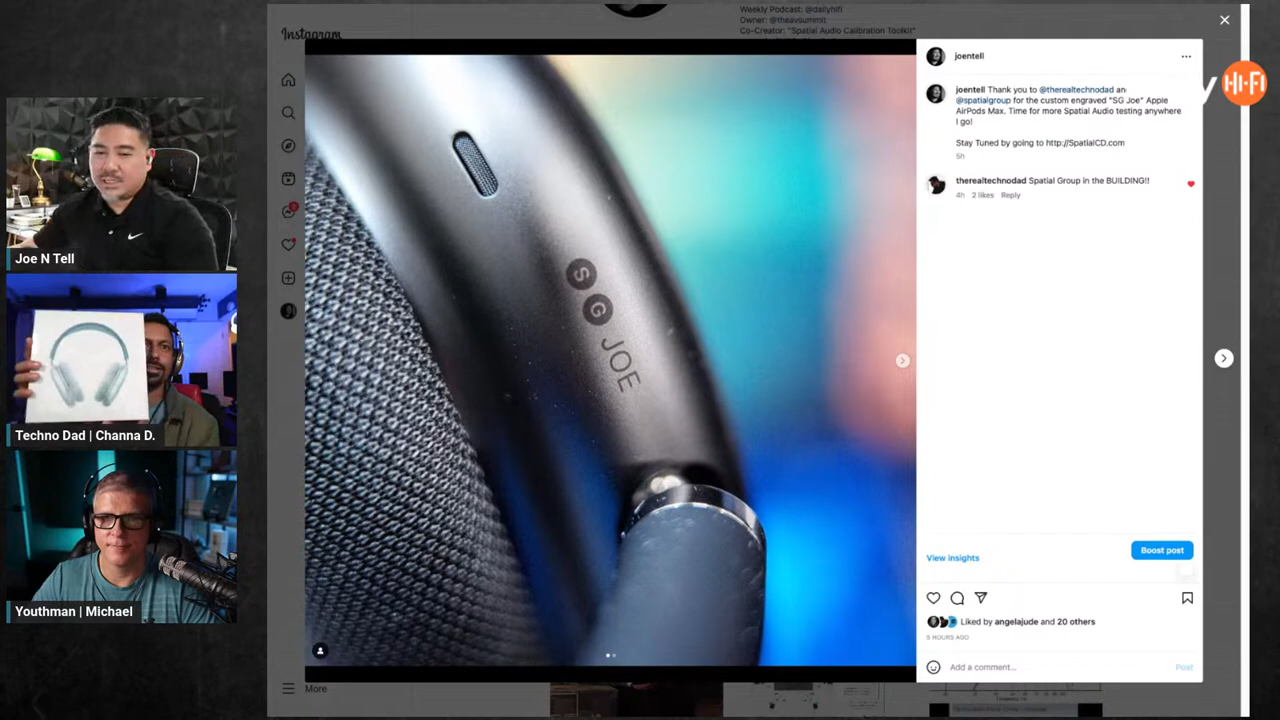 Weekly Podcast: @dailyhifi
Owner: @theavsummit
Co-Creator: "Spatial Audio Calibration Toolkit"
Instagram
HI-FI
joentell
joentell Thank you to @therealtechnodad an
@spatialgroup for the custom engraved "SG Joe" Apple
AirPods Max. Time for more Spatial Audio testing anywhere
I go!
Stay Tuned by going to http://SpatialCD.com
5h
therealtechnodad Spatial Group in the BUILDING!!
4h 2 likes Reply
S
G
JOE
Joe N Tell
Techno Dad | Channa D.
Youthman | Michael
View insights
Boost post
Liked by angelajude and 20 others
5 HOURS AGO
Add a comment...
Post
More